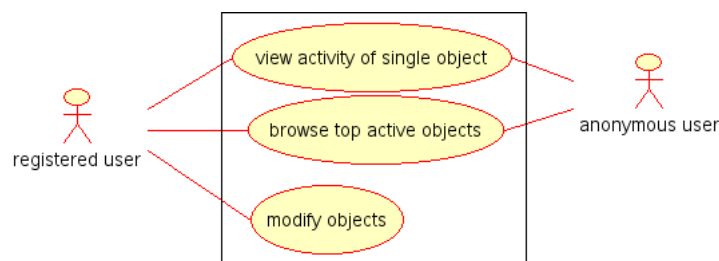 view activity of single object
browse top active objects
registered user
anonymous user
modify objects